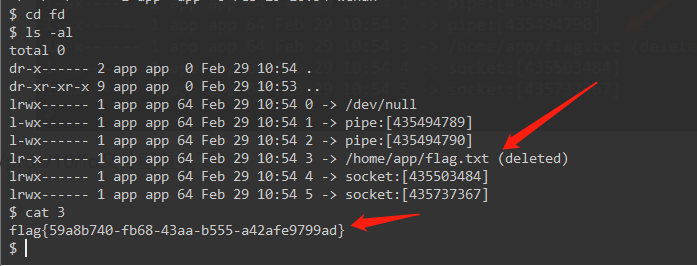 $ cd fd
$ ls -al
total 0
dr-x------ 2 app app  0 Feb 29 10:54 .
dr-xr-xr-x 9 app app  0 Feb 29 10:53 ..
lrwx------ 1 app app 64 Feb 29 10:54 0 -> /dev/null
l-wx------ 1 app app 64 Feb 29 10:54 1 -> pipe:[435494789]
l-wx------ 1 app app 64 Feb 29 10:54 2 -> pipe:[435494790]
lr-x------ 1 app app 64 Feb 29 10:54 3 -> /home/app/flag.txt (deleted)
lrwx------ 1 app app 64 Feb 29 10:54 4 -> socket:[435503484]
lrwx------ 1 app app 64 Feb 29 10:54 5 -> socket:[435737367]
$ cat 3
flag{59a8b740-fb68-43aa-b555-a42afe9799ad}
$